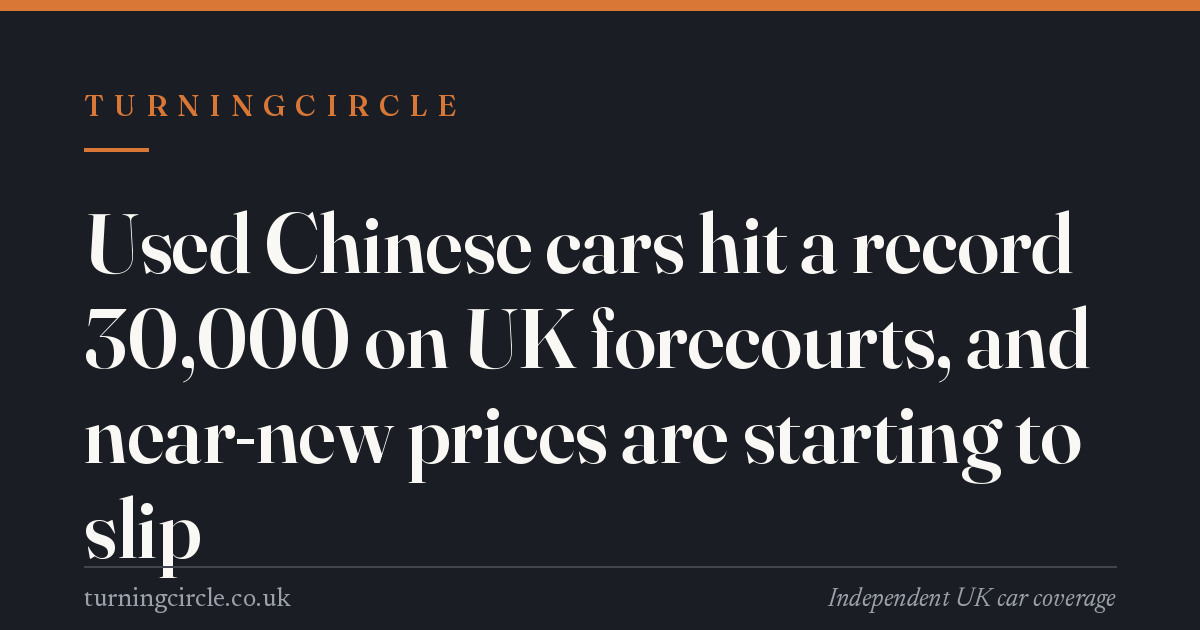 TURNINGCIRCLE
Used Chinese cars hit a record
30,000 on UK forecourts, and
near-new prices are starting to
slip
turningcircle.co.uk
Independent UK car coverage